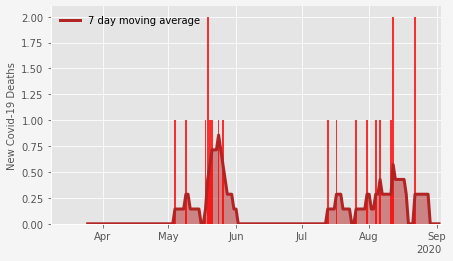 7 day moving average
New Covid-19 Deaths
2.00
1.75
1.50
1.25
1.00
0.75
0.50
0.25
0.00
Apr
May
Jun
Jul
Aug
Sep
2020